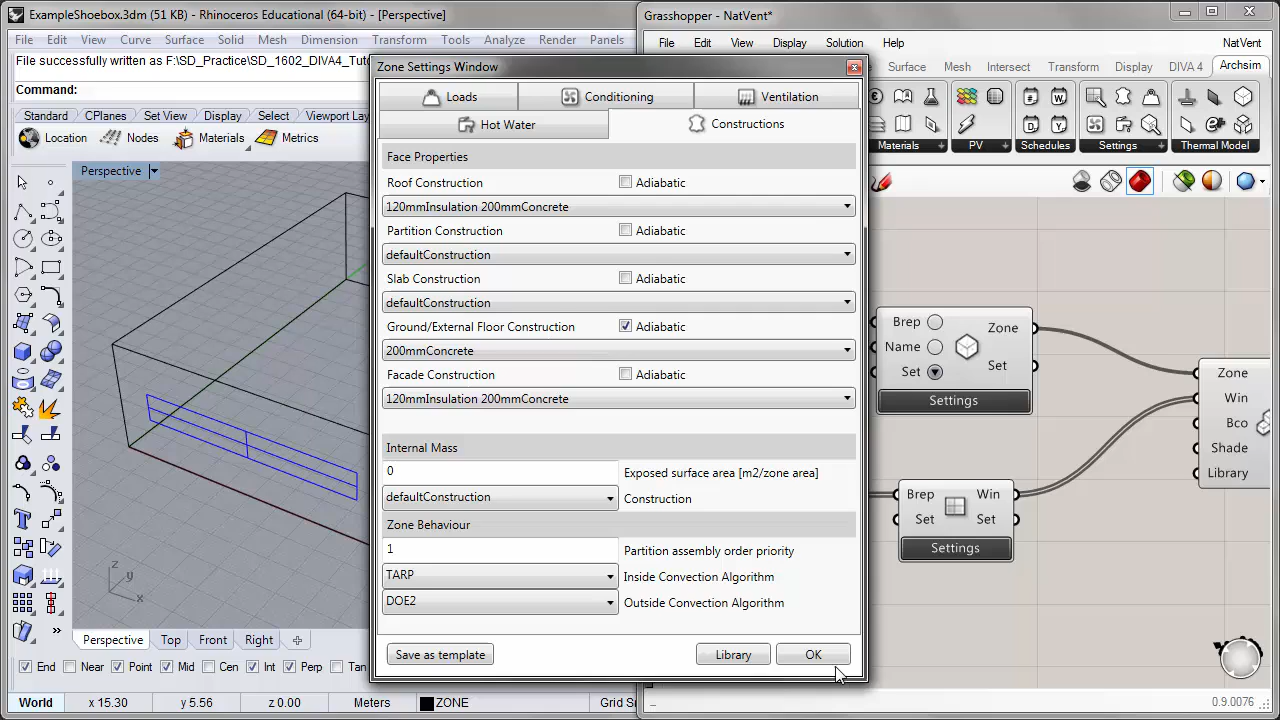 ExampleShoebox.3dm (51 KB) - Rhinoceros Educational (64-bit) - [Perspective]
File Edit View Curve Surface Solid Mesh Dimension Transform Tools Analyze Render Panels
File successfully written as F:\SD_Practice\SD_1602_DIVA4_Tut
Command:
Standard CPlanes Set View Display Select Viewport
Location Nodes Materials Metrics
Perspective
z
y
x
Perspective Top Front Right
End Near Point Mid Cen Int Perp Tan
World x 15.30 y 5.56 z 0.00 Meters ZONE Grid
Zone Settings Window
Loads Conditioning Ventilation
Hot Water Constructions
Face Properties
Roof Construction Adiabatic
120mmInsulation 200mmConcrete
Partition Construction Adiabatic
defaultConstruction
Slab Construction Adiabatic
defaultConstruction
Ground/External Floor Construction Adiabatic
200mmConcrete
Facade Construction Adiabatic
120mmInsulation 200mmConcrete
Internal Mass
0 Exposed surface area [m2/zone area]
defaultConstruction Construction
Zone Behaviour
1 Partition assembly order priority
TARP Inside Convection Algorithm
DOE2 Outside Convection Algorithm
Save as template Library OK
Grasshopper - NatVent*
File Edit View Display Solution Help NatVent
Surface Mesh Intersect Transform Display DIVA 4 Archsim
Materials PV Schedules Settings Thermal Model
Brep Zone
Name
Set Set
Settings
Brep Win
Set Set
Settings
Zone
Win
Bco
Shade
Library
0.9.0076